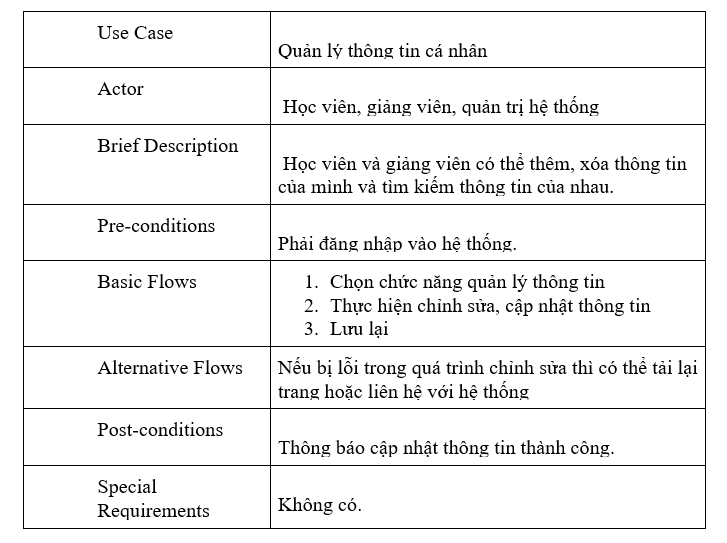 Use Case
Quản lý thông tin cá nhân
Actor
Học viên, giảng viên, quản trị hệ thống
Brief Description
Học viên và giảng viên có thể thêm, xóa thông tin
của mình và tìm kiếm thông tin của nhau.
Pre-conditions
Phải đăng nhập vào hệ thống.
Basic Flows
1. Chọn chức năng quản lý thông tin
2. Thực hiện chỉnh sửa, cập nhật thông tin
3. Lưu lại
Alternative Flows
Nếu bị lỗi trong quá trình chỉnh sửa thì có thể tải lại
trang hoặc liên hệ với hệ thống
Post-conditions
Thông báo cập nhật thông tin thành công.
Special
Requirements
Không có.